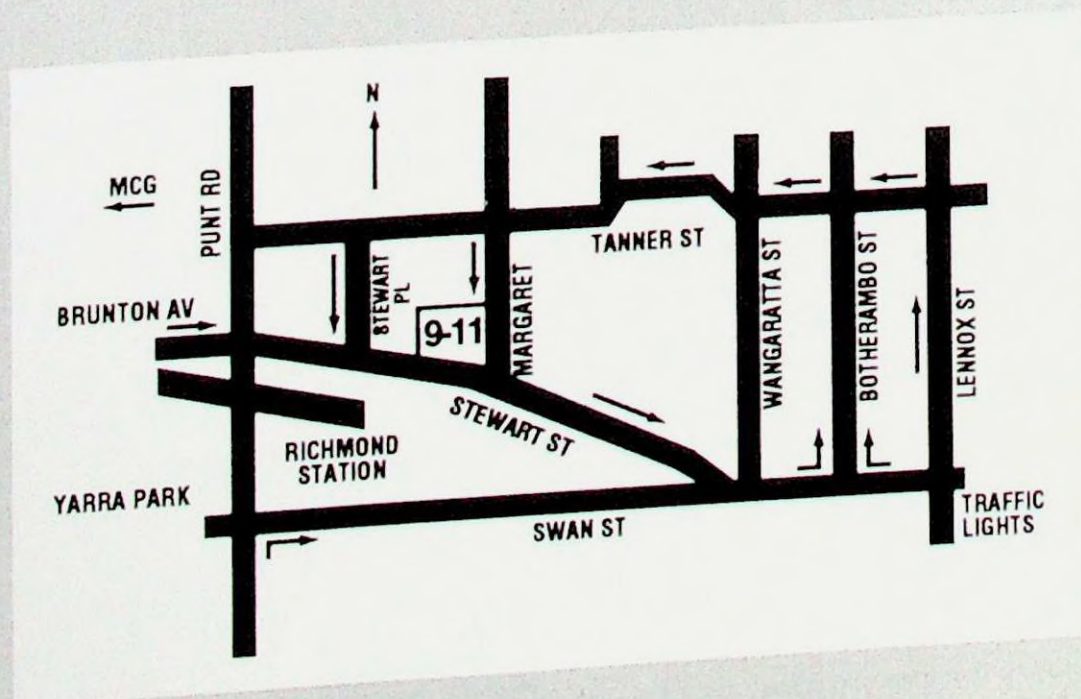 N
MCG
PUNT RD
TANNER ST
BRUNTON AV
STEWART
PL
9-11
MARGARET
WANGARATTA ST
BOTHERAMBO ST
LENNOX ST
STEWART ST
RICHMOND
STATION
YARRA PARK
SWAN ST
TRAFFIC
LIGHTS